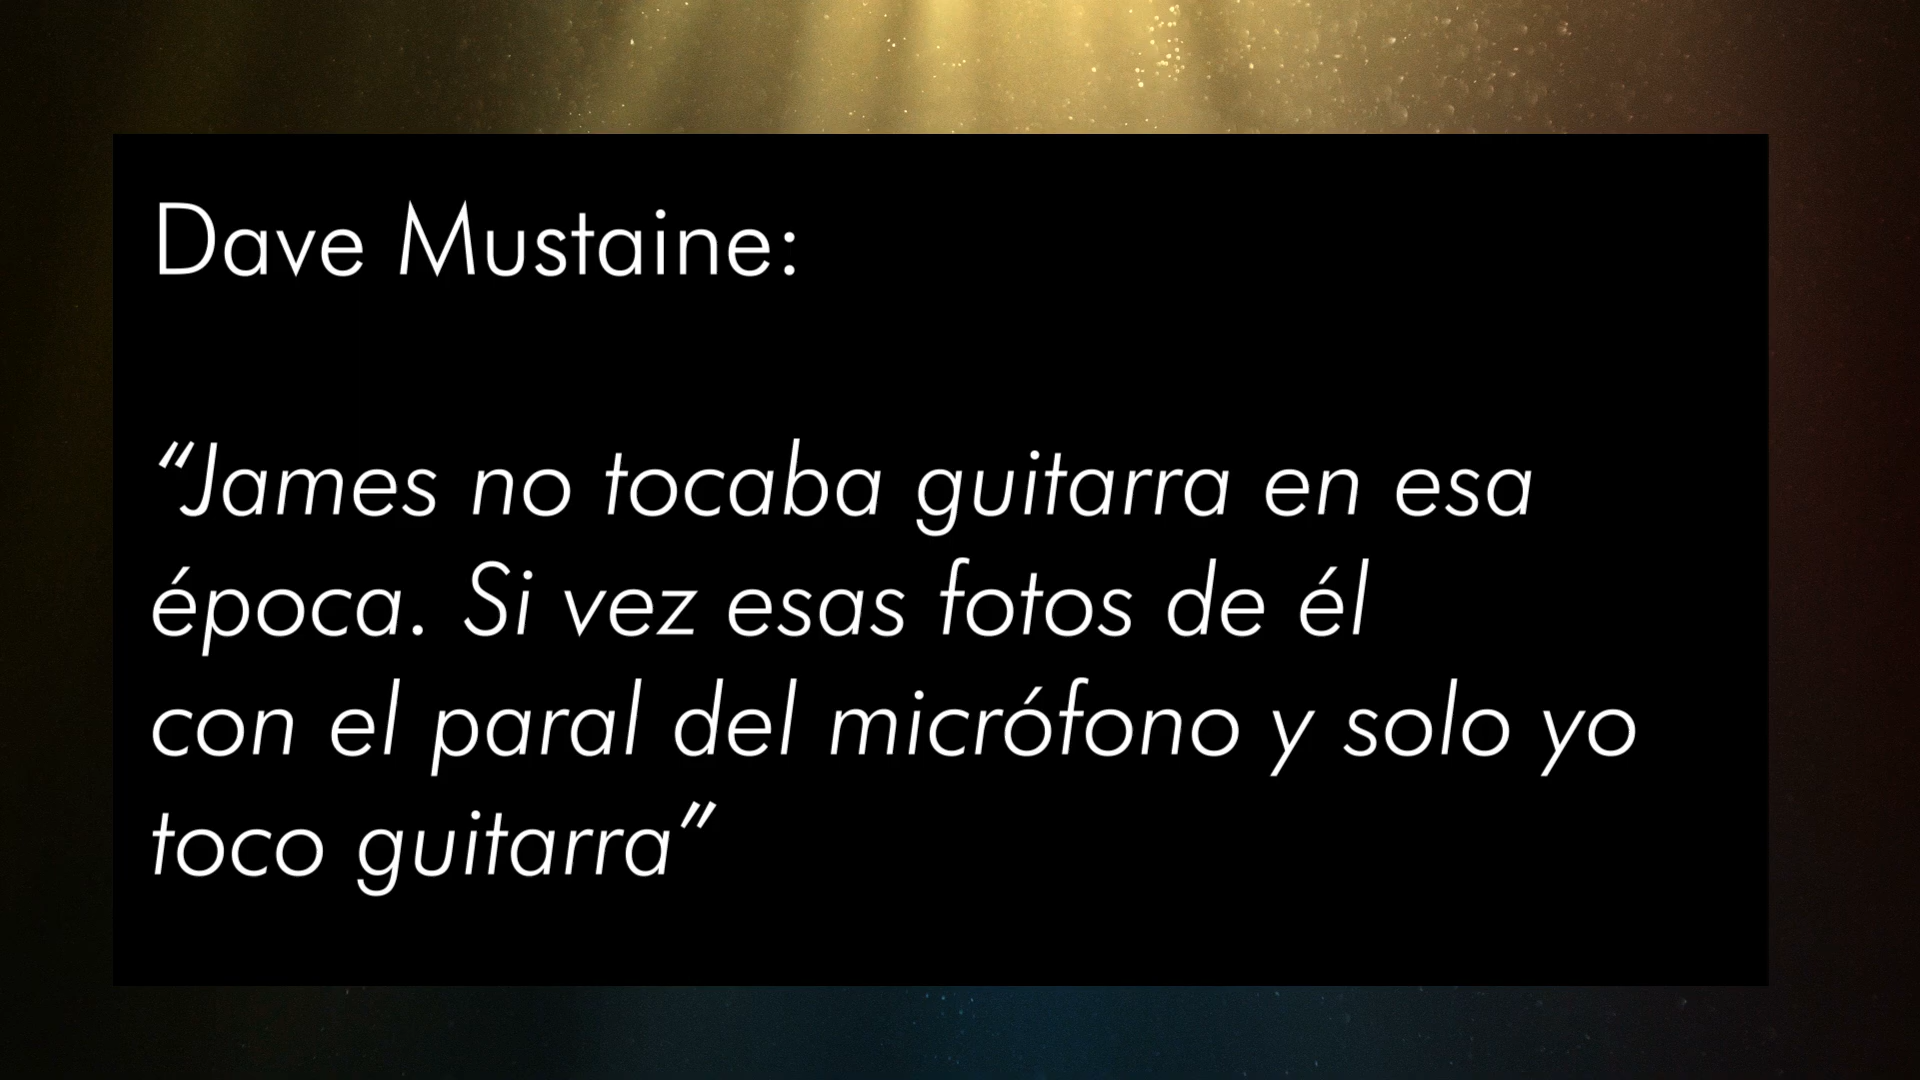 Dave Mustaine:
“James no tocaba guitarra en esa
época. Si vez esas fotos de él
con el paral del micrófono y solo yo
toco guitarra”